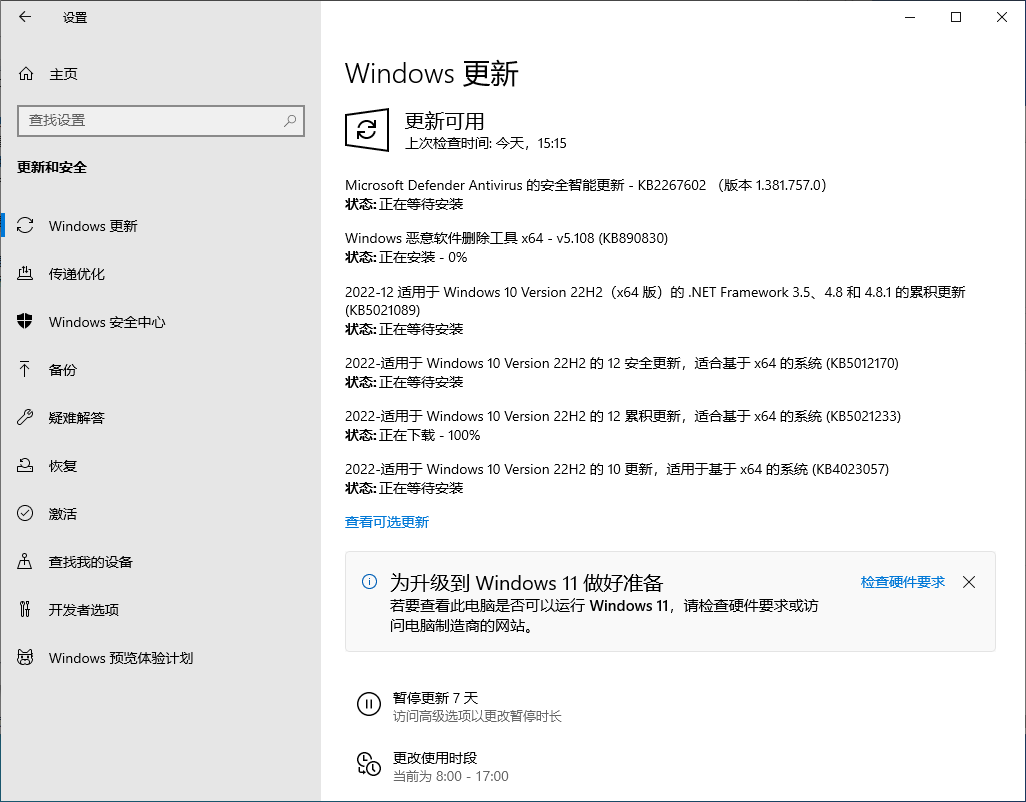 设置
主页
查找设置
更新和安全
Windows 更新
传递优化
Windows 安全中心
备份
疑难解答
恢复
激活
查找我的设备
开发者选项
Windows 预览体验计划
Windows 更新
更新可用
上次检查时间: 今天，15:15
Microsoft Defender Antivirus 的安全智能更新 - KB2267602 （版本 1.381.757.0）
状态: 正在等待安装
Windows 恶意软件删除工具 x64 - v5.108 (KB890830)
状态: 正在安装 - 0%
2022-12 适用于 Windows 10 Version 22H2（x64 版）的 .NET Framework 3.5、4.8 和 4.8.1 的累积更新
(KB5021089)
状态: 正在等待安装
2022-适用于 Windows 10 Version 22H2 的 12 安全更新，适合基于 x64 的系统 (KB5012170)
状态: 正在等待安装
2022-适用于 Windows 10 Version 22H2 的 12 累积更新，适合基于 x64 的系统 (KB5021233)
状态: 正在下载 - 100%
2022-适用于 Windows 10 Version 22H2 的 10 更新，适用于基于 x64 的系统 (KB4023057)
状态: 正在等待安装
查看可选更新
为升级到 Windows 11 做好准备
检查硬件要求
若要查看此电脑是否可以运行 Windows 11，请检查硬件要求或访
问电脑制造商的网站。
暂停更新 7 天
访问高级选项以更改暂停时长
更改使用时段
当前为 8:00 - 17:00